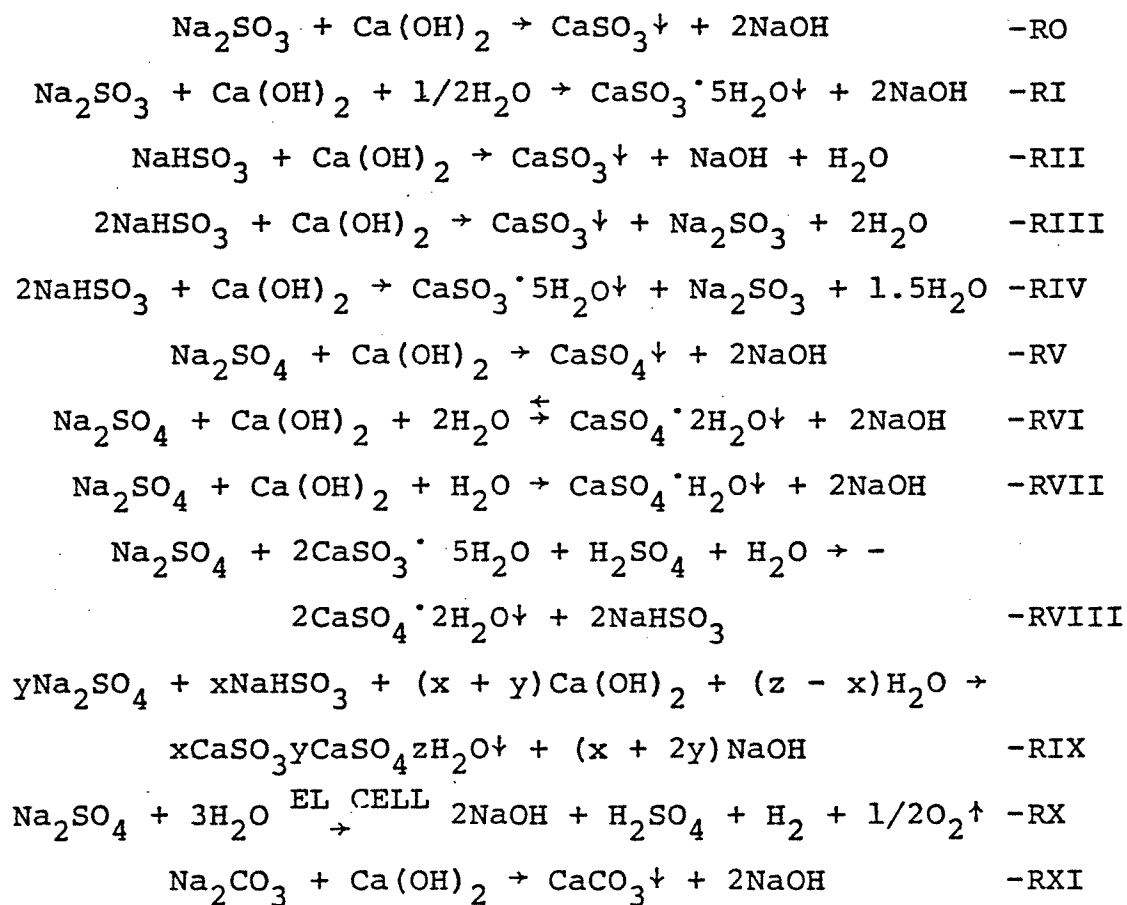 Na₂SO₃ + Ca(OH)₂ → CaSO₃↓ + 2NaOH -RO
Na₂SO₃ + Ca(OH)₂ + 1/2H₂O → CaSO₃·5H₂O↓ + 2NaOH -RI
NaHSO₃ + Ca(OH)₂ → CaSO₃↓ + NaOH + H₂O -RII
2NaHSO₃ + Ca(OH)₂ → CaSO₃↓ + Na₂SO₃ + 2H₂O -RIII
2NaHSO₃ + Ca(OH)₂ → CaSO₃·5H₂O↓ + Na₂SO₃ + 1.5H₂O -RIV
Na₂SO₄ + Ca(OH)₂ → CaSO₄↓ + 2NaOH -RV
Na₂SO₄ + Ca(OH)₂ + 2H₂O ⇄ CaSO₄·2H₂O↓ + 2NaOH -RVI
Na₂SO₄ + Ca(OH)₂ + H₂O → CaSO₄·H₂O↓ + 2NaOH -RVII
Na₂SO₄ + 2CaSO₃· 5H₂O + H₂SO₄ + H₂O → -
2CaSO₄·2H₂O↓ + 2NaHSO₃ -RVIII
yNa₂SO₄ + xNaHSO₃ + (x + y)Ca(OH)₂ + (z - x)H₂O →
xCaSO₃yCaSO₄zH₂O↓ + (x + 2y)NaOH -RIX
Na₂SO₄ + 3H₂O EL CELL → 2NaOH + H₂SO₄ + H₂ + 1/2O₂↑ -RX
Na₂CO₃ + Ca(OH)₂ → CaCO₃↓ + 2NaOH -RXI